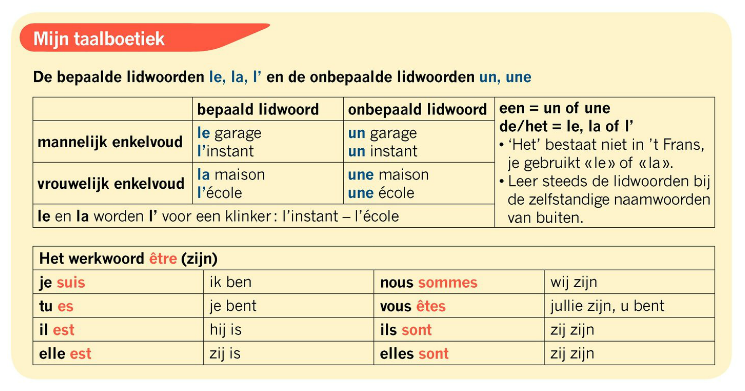 Mijn taalboetiek
De bepaalde lidwoorden le, la, l’ en de onbepaalde lidwoorden un, une
bepaald lidwoord onbepaald lidwoord
mannelijk enkelvoud
le garage
l’instant
un garage
un instant
vrouwelijk enkelvoud
la maison
l’école
une maison
une école
le en la worden l’ voor een klinker: l’instant – l’école
een = un of une
de/het = le, la of l’
• ‘Het’ bestaat niet in ’t Frans,
je gebruikt «le» of «la».
• Leer steeds de lidwoorden bij
de zelfstandige naamwoorden
van buiten.
Het werkwoord être (zijn)
je suis ik ben nous sommes wij zijn
tu es je bent vous êtes jullie zijn, u bent
il est hij is ils sont zij zijn
elle est zij is elles sont zij zijn